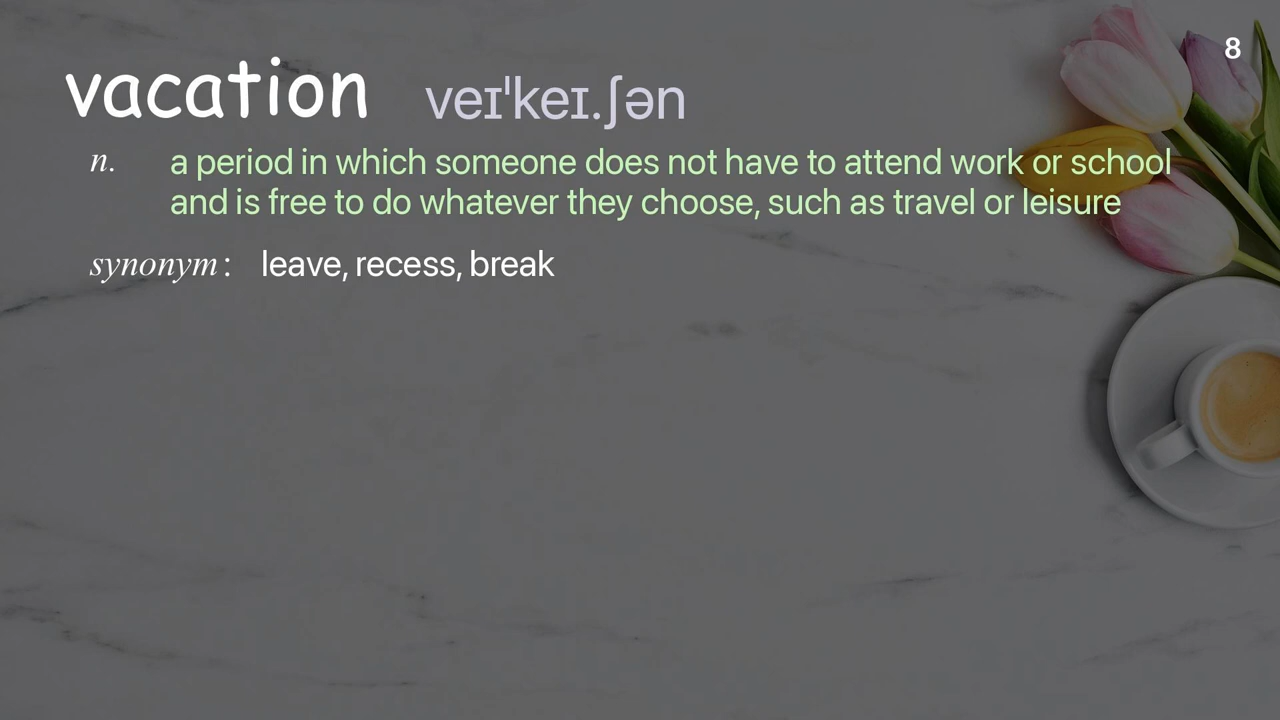 8
vacation veɪˈkeɪ.ʃən
n. a period in which someone does not have to attend work or school
and is free to do whatever they choose, such as travel or leisure
synonym: leave, recess, break